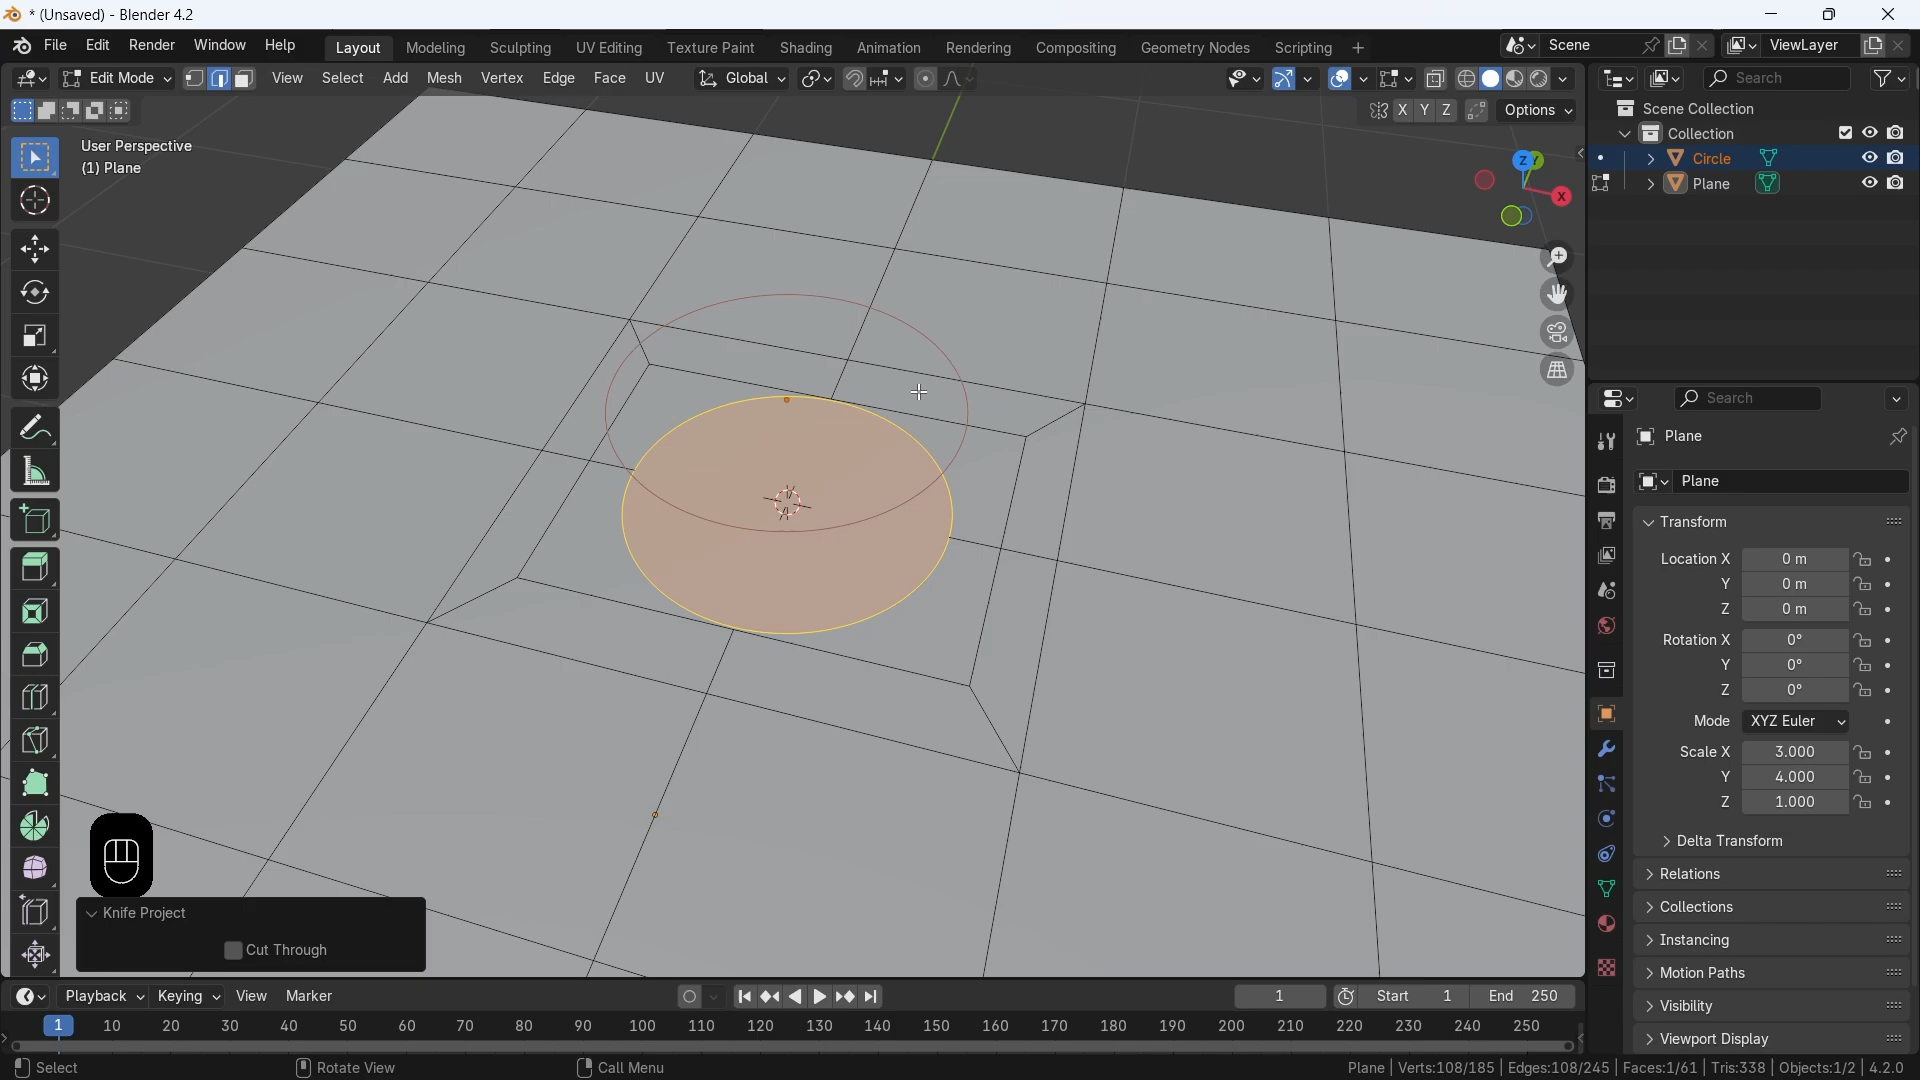 * (Unsaved) - Blender 4.2
File Edit Render Window Help Layout Modeling Sculpting UV Editing Texture Paint Shading Animation Rendering Compositing Geometry Nodes Scripting + Scene ViewLayer
Edit Mode View Select Add Mesh Vertex Edge Face UV Global Search
X Y Z Options
User Perspective
(1) Plane
Z Y
X
Scene Collection
Collection
Circle
Plane
Search
Plane
Plane
Transform
Location X 0 m
Y 0 m
Z 0 m
Rotation X 0°
Y 0°
Z 0°
Mode XYZ Euler
Scale X 3.000
Y 4.000
Z 1.000
Delta Transform
Relations
Collections
Instancing
Motion Paths
Visibility
Viewport Display
Knife Project
Cut Through
Playback Keying View Marker 1 Start 1 End 250
1 10 20 30 40 50 60 70 80 90 100 110 120 130 140 150 160 170 180 190 200 210 220 230 240 250
Select Rotate View Call Menu Plane | Verts:108/185 | Edges:108/245 | Faces:1/61 | Tris:338 | Objects:1/2 | 4.2.0